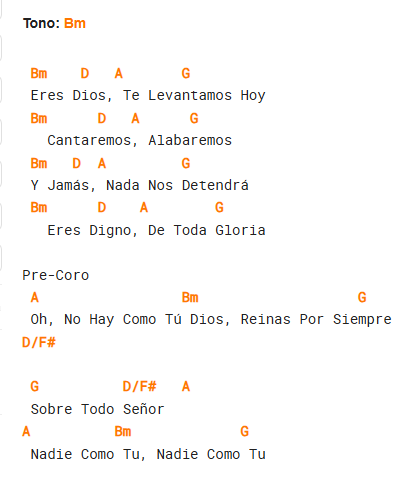 Tono: Bm
Bm    D   A       G
Eres Dios, Te Levantamos Hoy
Bm      D   A      G
Cantaremos, Alabaremos
Bm   D  A         G
Y Jamás, Nada Nos Detendrá
Bm      D    A        G
Eres Digno, De Toda Gloria
Pre-Coro
A                 Bm                   G
Oh, No Hay Como Tú Dios, Reinas Por Siempre
D/F#
G          D/F#   A
Sobre Todo Señor
A          Bm             G
Nadie Como Tu, Nadie Como Tu